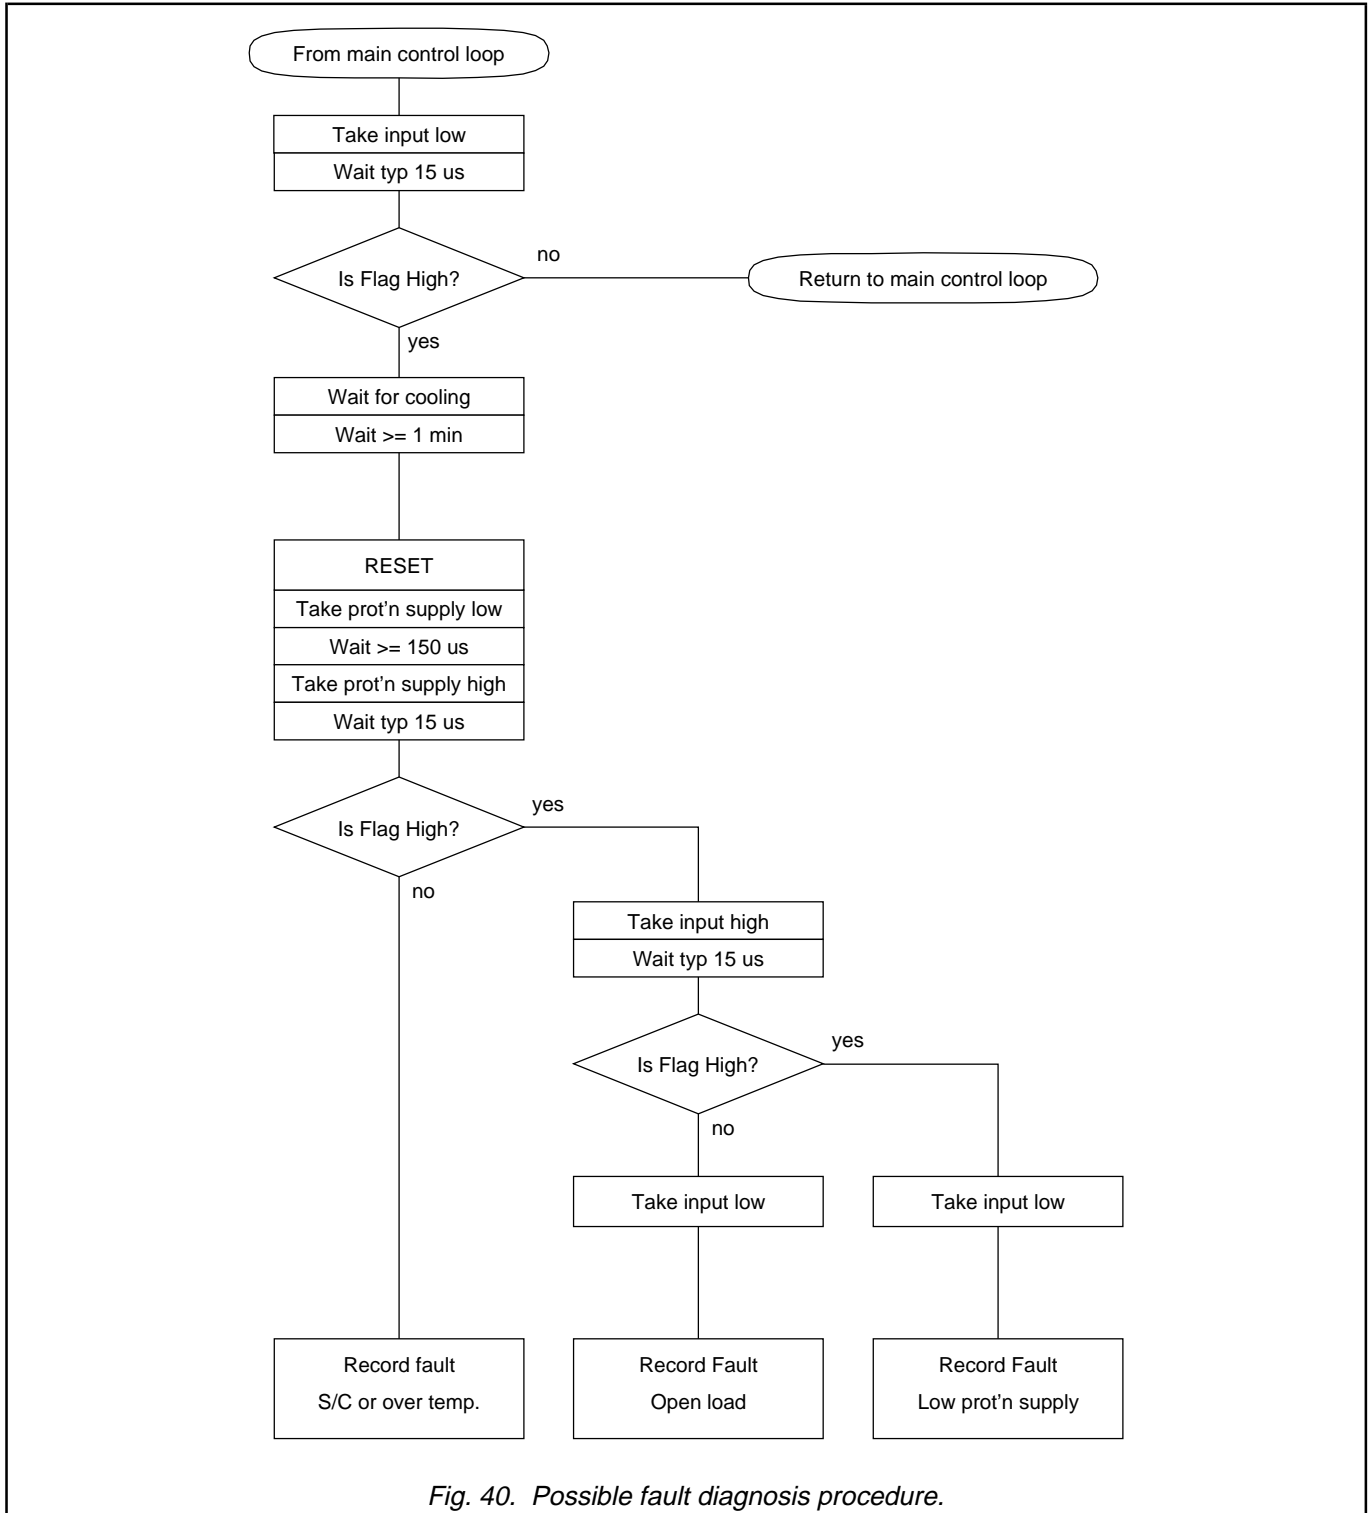 From main control loop
Take input low
Wait typ 15 us
Is Flag High?
no
Return to main control loop
yes
Wait for cooling
Wait >= 1 min
RESET
Take prot'n supply low
Wait >= 150 us
Take prot'n supply high
Wait typ 15 us
Is Flag High?
yes
no
Take input high
Wait typ 15 us
Is Flag High?
yes
no
Take input low
Take input low
Record fault
S/C or over temp.
Record Fault
Open load
Record Fault
Low prot'n supply
Fig. 40. Possible fault diagnosis procedure.